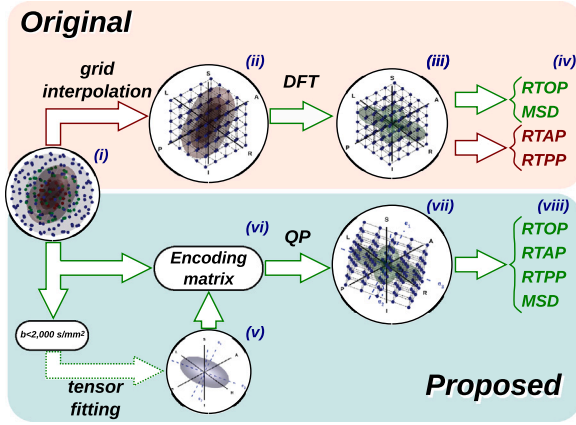 Original
grid
interpolation
(i)
(ii)
DFT
(iii)
(iv)
RTOP
MSD
RTAP
RTPP
S
A
L
P
R
I
S
A
L
P
R
I
(vi)
Encoding
matrix
QP
(vii)
(viii)
RTOP
RTAP
RTPP
MSD
S
A
L
P
R
I
b<2,000 s/mm²
tensor
fitting
(v)
Proposed